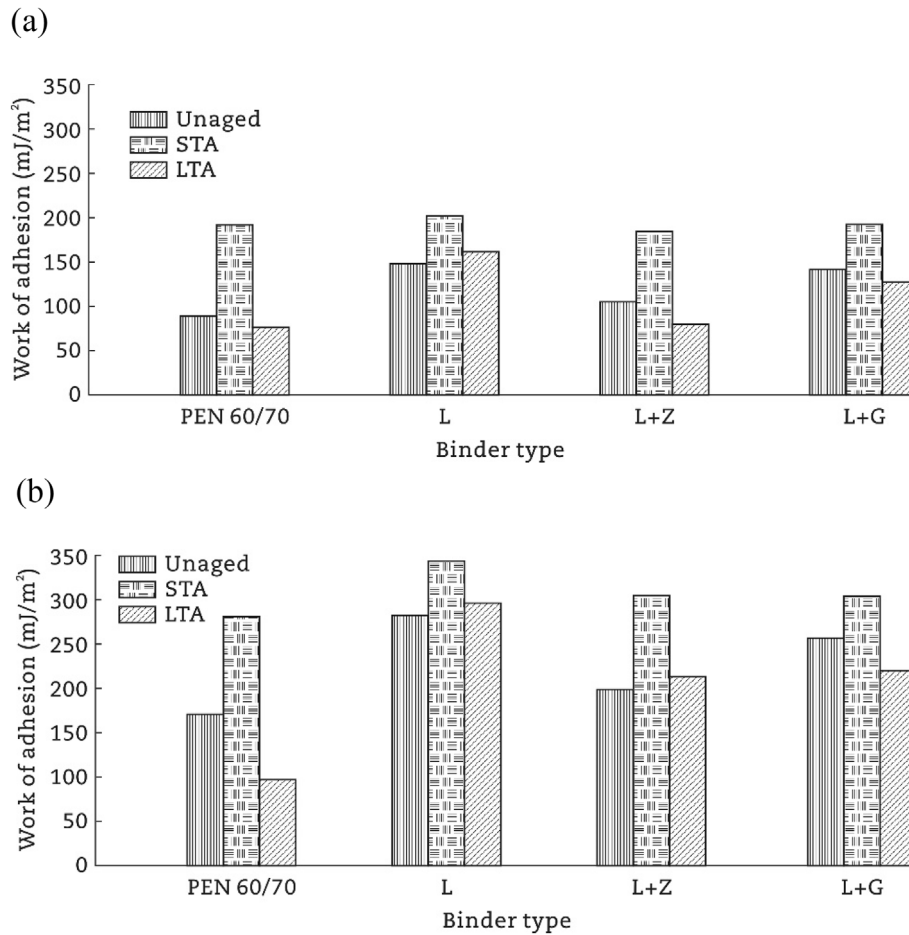 (a)
Work of adhesion (mJ/m²)
350
300
250
200
150
100
50
0
Unaged
STA
LTA
PEN 60/70 L L+Z L+G
Binder type
(b)
Work of adhesion (mJ/m²)
350
300
250
200
150
100
50
0
Unaged
STA
LTA
PEN 60/70 L L+Z L+G
Binder type